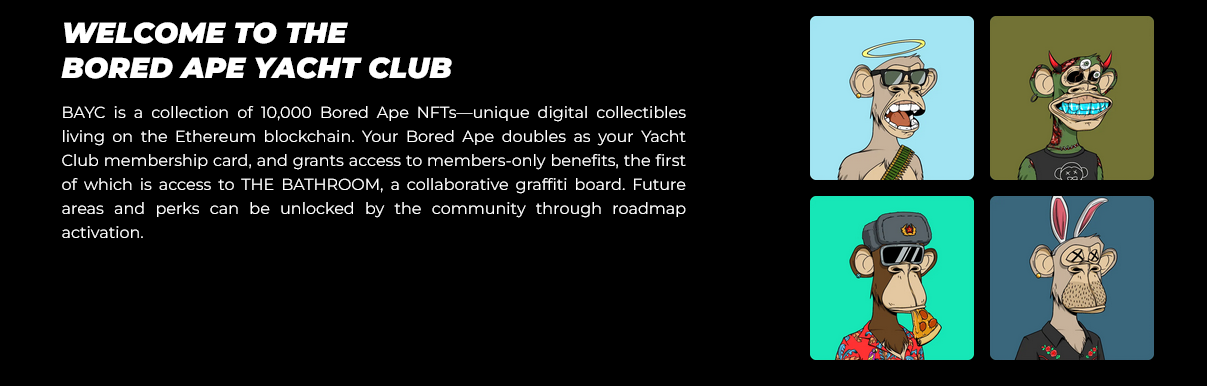 WELCOME TO THE
BORED APE YACHT CLUB
BAYC is a collection of 10,000 Bored Ape NFTs—unique digital collectibles
living on the Ethereum blockchain. Your Bored Ape doubles as your Yacht
Club membership card, and grants access to members-only benefits, the first
of which is access to THE BATHROOM, a collaborative graffiti board. Future
areas and perks can be unlocked by the community through roadmap
activation.